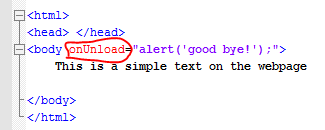 <html>
<head> </head>
<body onUnload="alert('good bye!');">
This is a simple text on the webpage
</body>
</html>